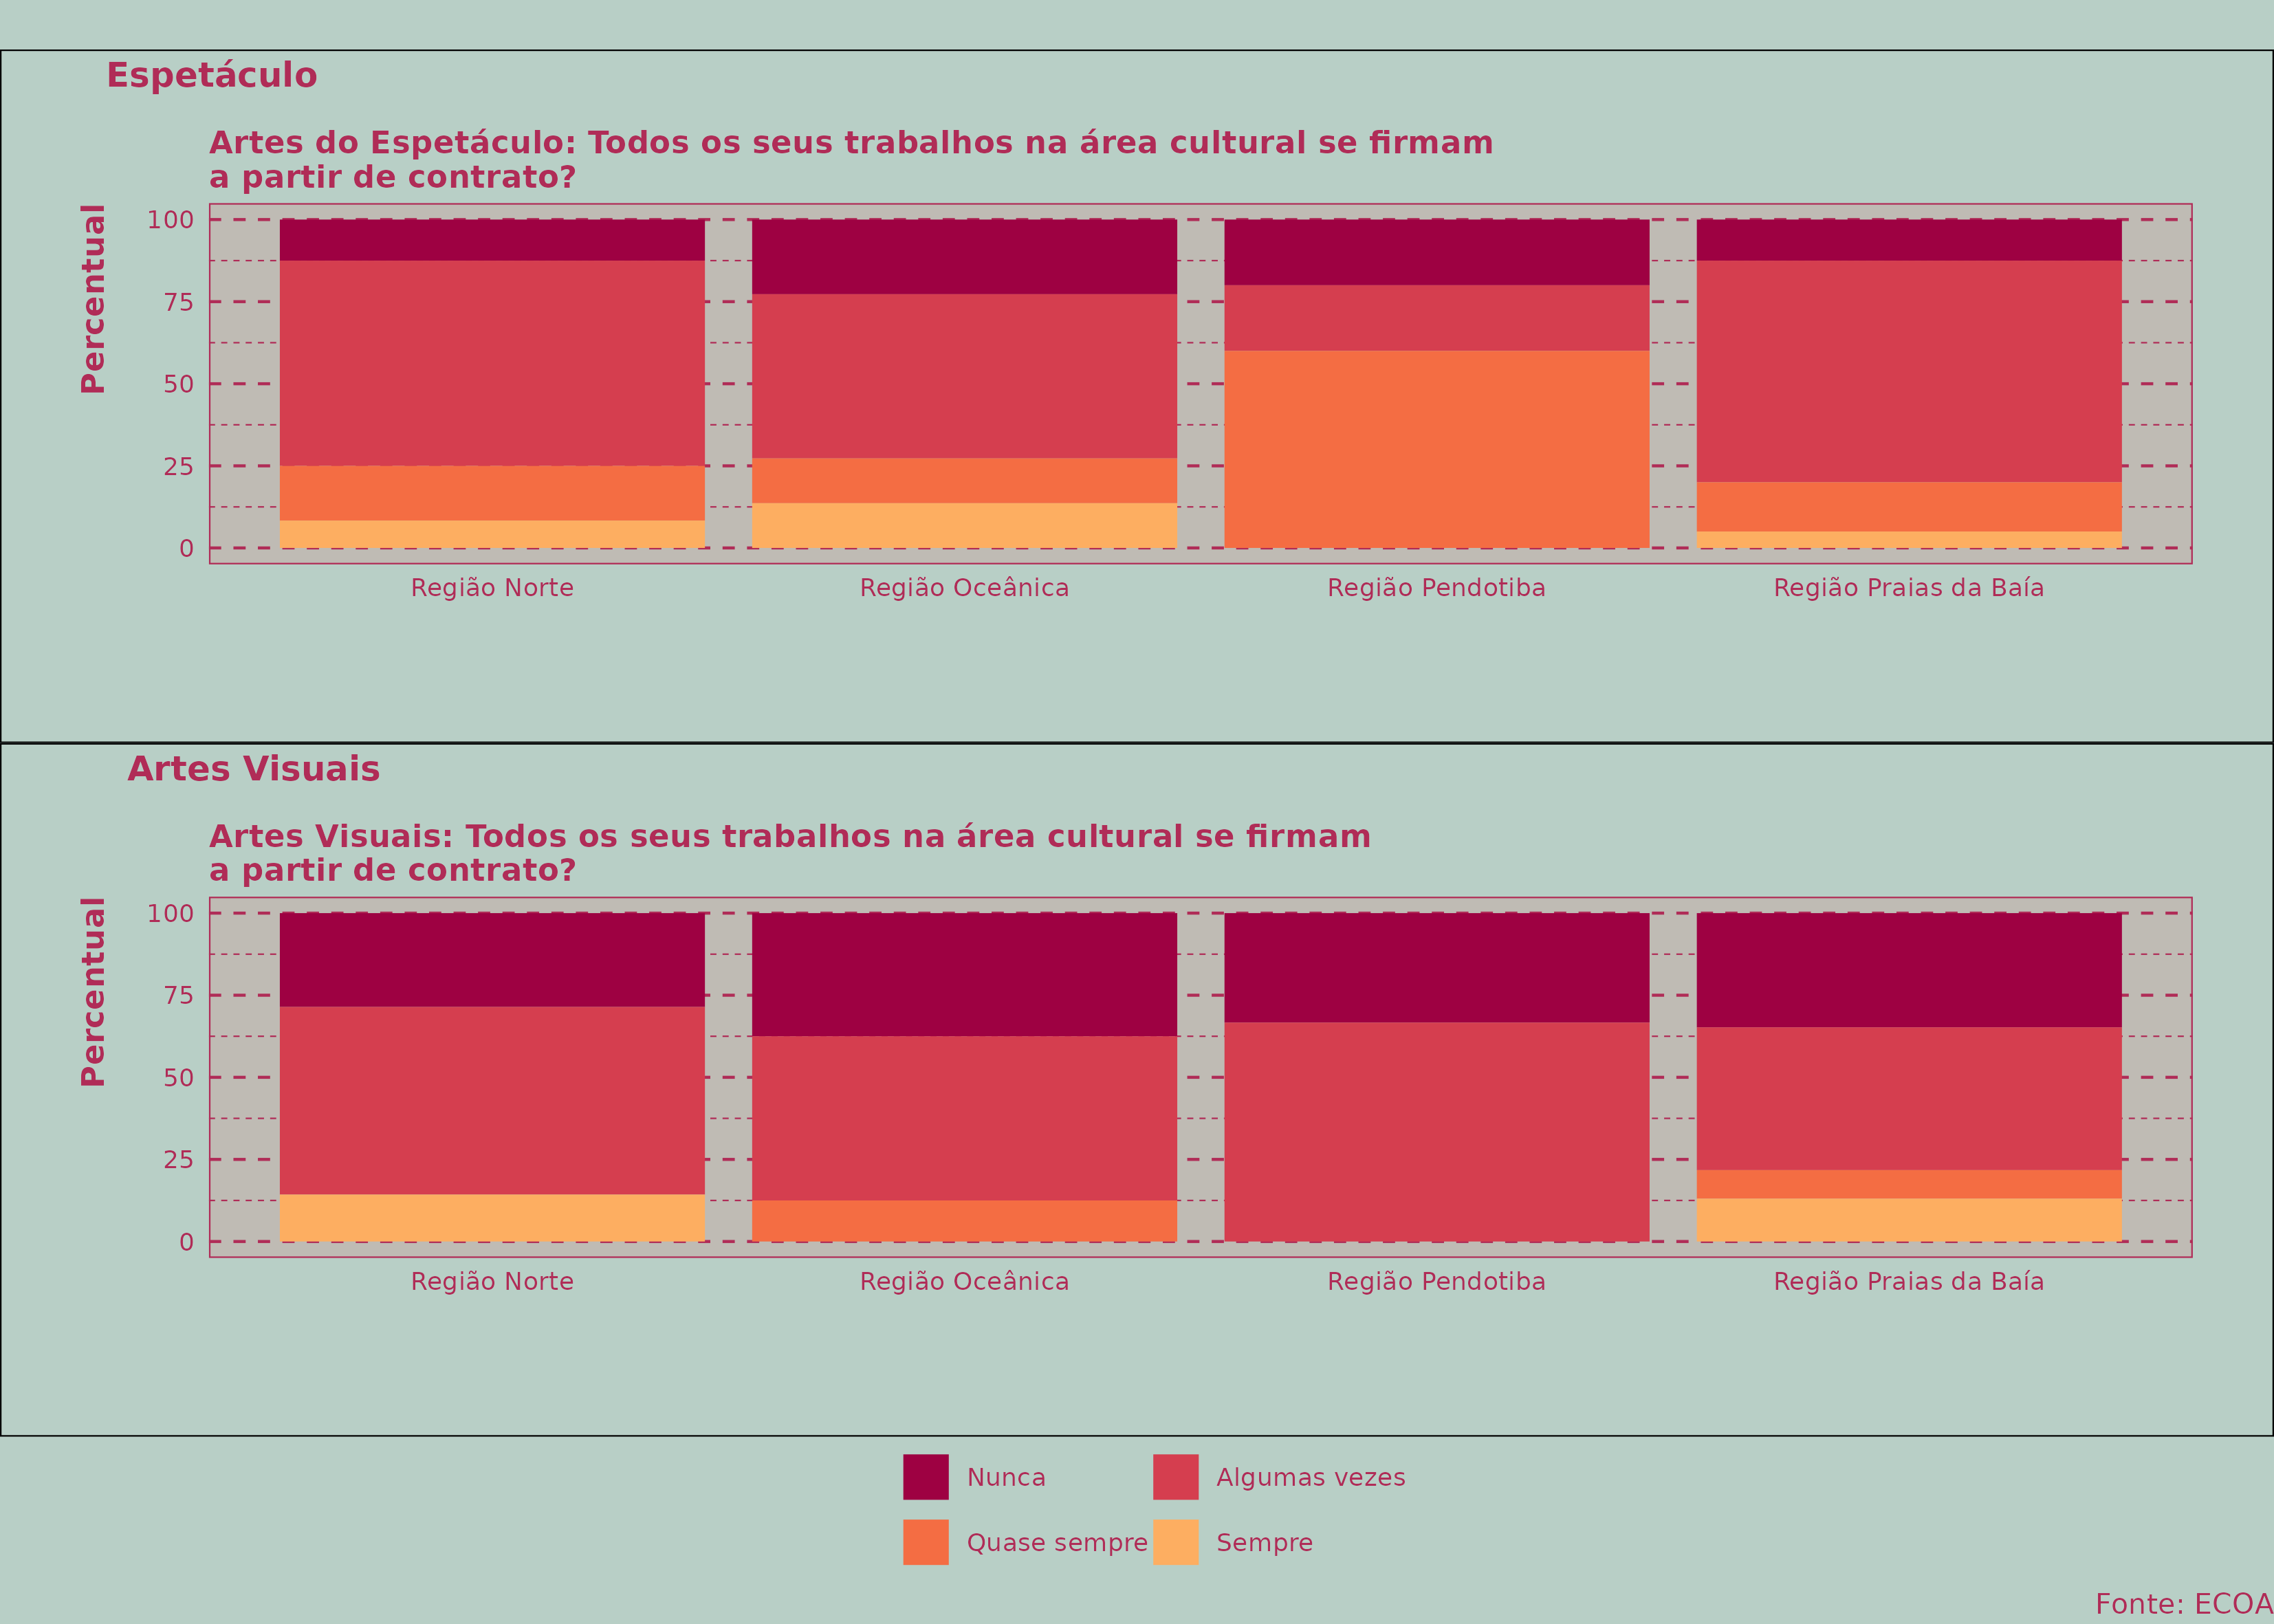 Espetáculo
Artes do Espetáculo: Todos os seus trabalhos na área cultural se firmam
a partir de contrato?
Percentual
100
75
50
25
0
Região Norte
Região Oceânica
Região Pendotiba
Região Praias da Baía
Artes Visuais
Artes Visuais: Todos os seus trabalhos na área cultural se firmam
a partir de contrato?
Percentual
100
75
50
25
0
Região Norte
Região Oceânica
Região Pendotiba
Região Praias da Baía
Nunca
Algumas vezes
Quase sempre
Sempre
Fonte: ECOA